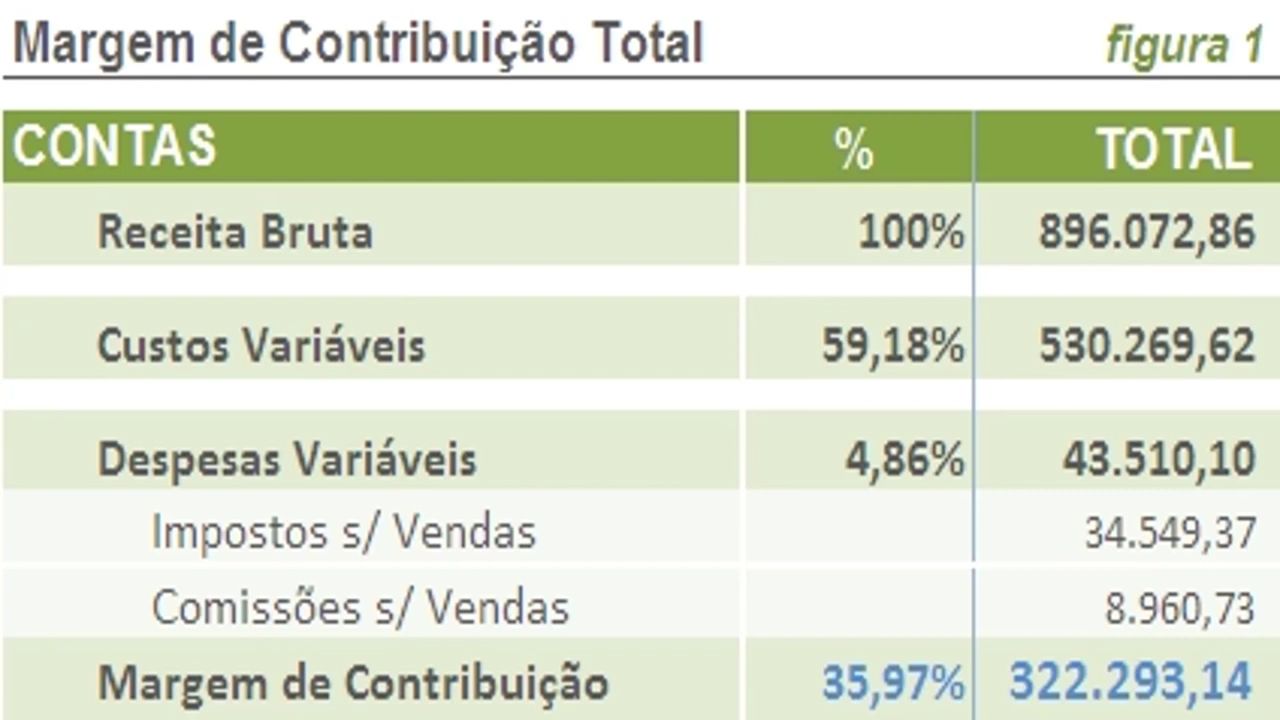 Margem de Contribuição Total figura 1
CONTAS % TOTAL
Receita Bruta 100% 896.072,86
Custos Variáveis 59,18% 530.269,62
Despesas Variáveis 4,86% 43.510,10
Impostos s/ Vendas 34.549,37
Comissões s/ Vendas 8.960,73
Margem de Contribuição 35,97% 322.293,14